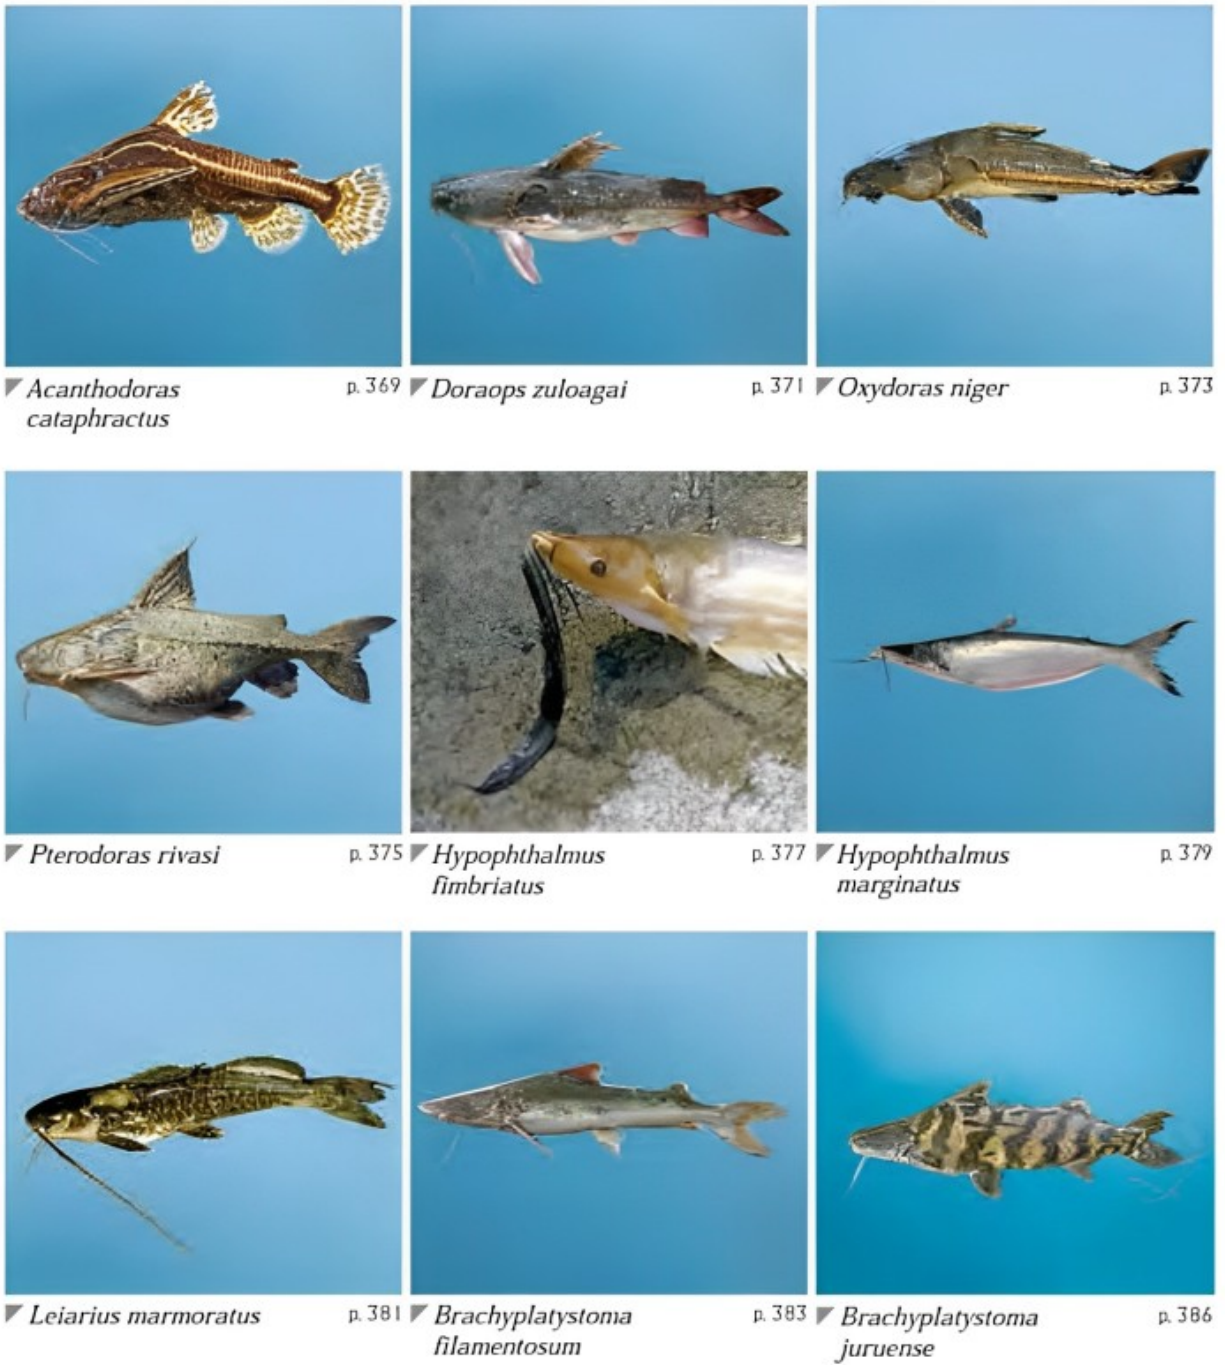 Acanthodoras p. 369
cataphractus
Doraops zuloagai p. 371
Oxydoras niger p. 373
Pterodoras rivasi p. 375
Hypophthalmus p. 377
fimbriatus
Hypophthalmus p. 379
marginatus
Leiarius marmoratus p. 381
Brachyplatystoma p. 383
filamentosum
Brachyplatystoma p. 386
juruense